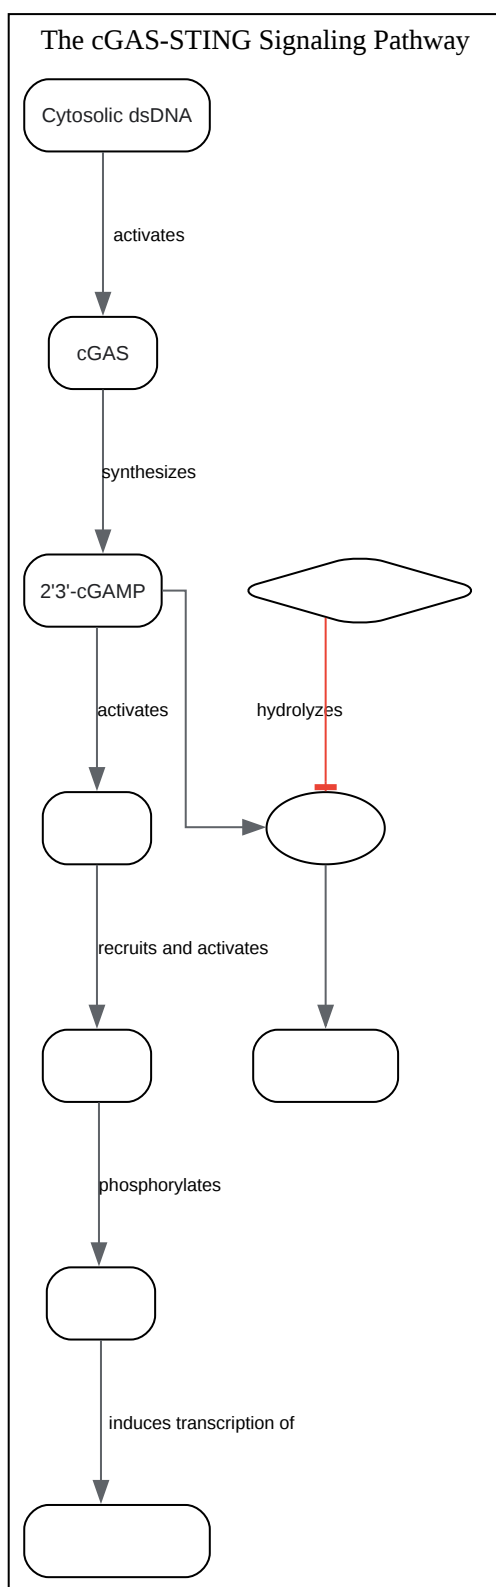 The cGAS-STING Signaling Pathway
Cytosolic dsDNA
activates
cGAS
synthesizes
2'3'-cGAMP
activates
hydrolyzes
recruits and activates
phosphorylates
induces transcription of